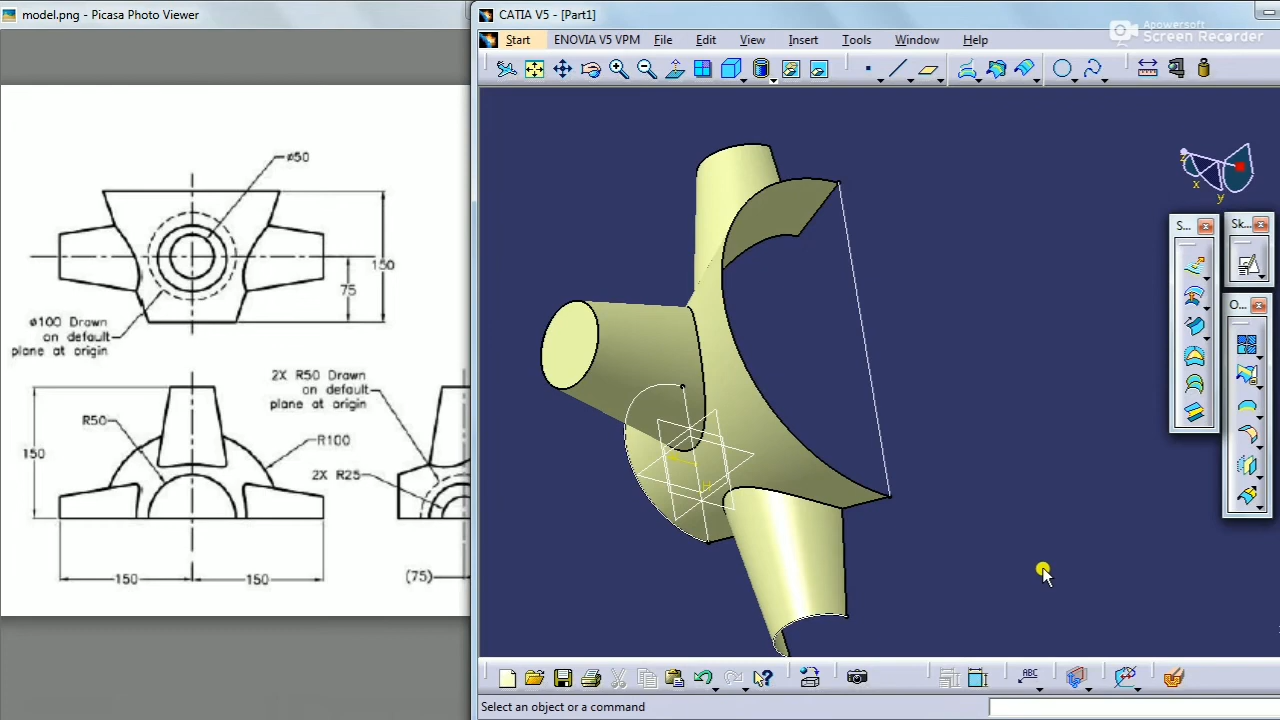 model.png - Picasa Photo Viewer
CATIA V5 - [Part1]
Apowersoft
Screen Recorder
Start ENOVIA V5 VPM File Edit View Insert Tools Window Help
ø50
150
75
ø100 Drawn
on default
plane at origin
2X R50 Drawn
on default
plane at origin
R50
R100
150
2X R25
150
150
(75)
z
x
y
S...
Sk...
O...
H
ABC
Select an object or a command